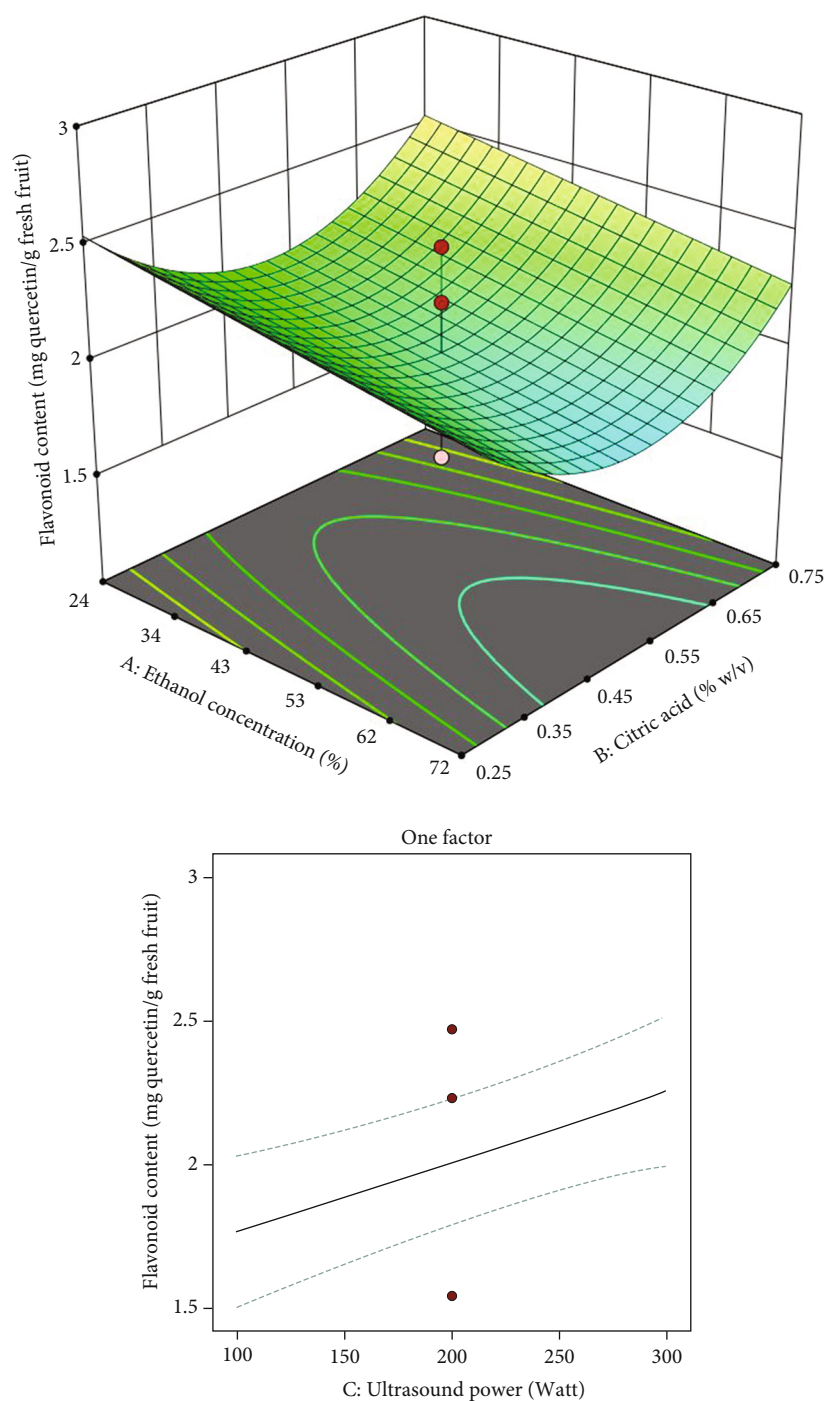 3
2.5
2
1.5
Flavonoid content (mg quercetin/g fresh fruit)
24
34
43
53
62
72
A: Ethanol concentration (%)
0.25
0.35
0.45
0.55
0.65
0.75
B: Citric acid (% w/v)
One factor
3
2.5
2
1.5
Flavonoid content (mg quercetin/g fresh fruit)
100 150 200 250 300
C: Ultrasound power (Watt)